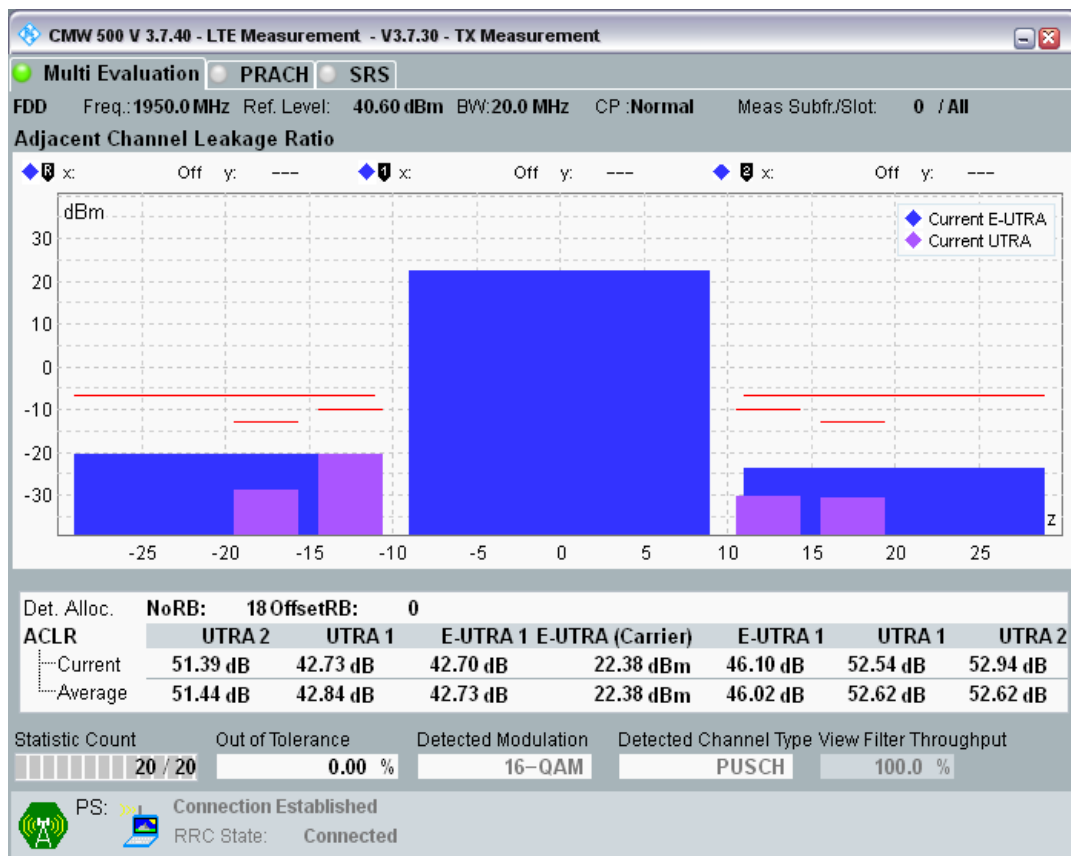 CMW 500 V 3.7.40 - LTE Measurement - V3.7.30 - TX Measurement
Multi Evaluation PRACH SRS
FDD Freq.:1950.0 MHz Ref. Level: 40.60 dBm BW:20.0 MHz CP :Normal Meas Subfr./Slot: 0 / All
Adjacent Channel Leakage Ratio
R x: Off y: --- 1 x: Off y: --- 2 x: Off y: ---
dBm
Current E-UTRA
Current UTRA
30
20
10
0
-10
-20
-30
z
-25 -20 -15 -10 -5 0 5 10 15 20 25
Det. Alloc. NoRB: 18 OffsetRB: 0
ACLR UTRA 2 UTRA 1 E-UTRA 1 E-UTRA (Carrier) E-UTRA 1 UTRA 1 UTRA 2
Current 51.39 dB 42.73 dB 42.70 dB 22.38 dBm 46.10 dB 52.54 dB 52.94 dB
Average 51.44 dB 42.84 dB 42.73 dB 22.38 dBm 46.02 dB 52.62 dB 52.62 dB
Statistic Count Out of Tolerance Detected Modulation Detected Channel Type View Filter Throughput
20 / 20 0.00 % 16-QAM PUSCH 100.0 %
PS: Connection Established
RRC State: Connected